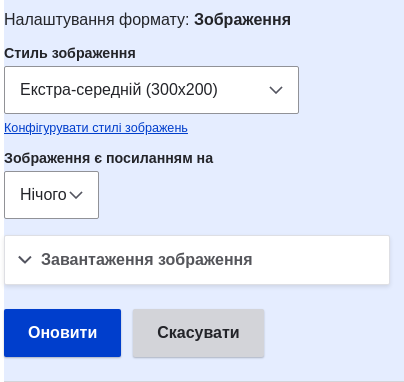 Налаштування формату: Зображення
Стиль зображення
Екстра-середній (300x200)
Конфігурувати стилі зображень
Зображення є посиланням на
Нічого
Завантаження зображення
Оновити
Скасувати